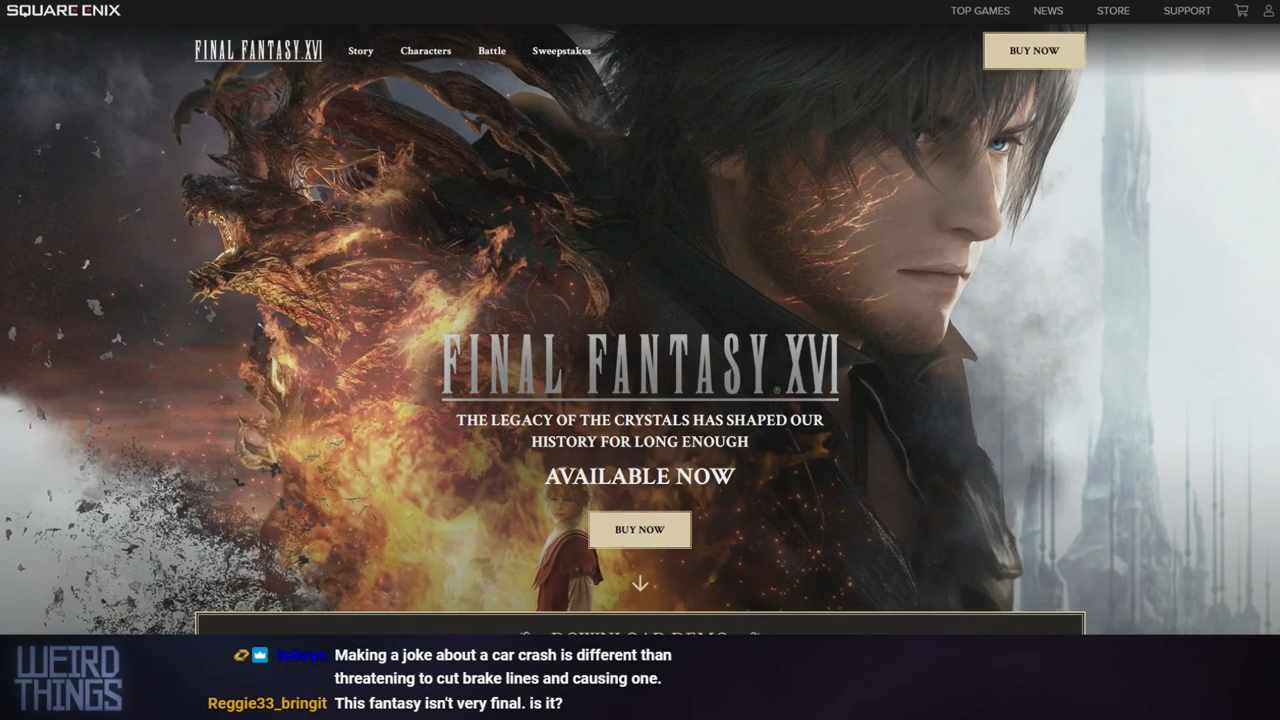 SQUARE ENIX
TOP GAMES NEWS STORE SUPPORT
FINAL FANTASY XVI Story Characters Battle Sweepstakes BUY NOW
FINAL FANTASY® XVI
THE LEGACY OF THE CRYSTALS HAS SHAPED OUR
HISTORY FOR LONG ENOUGH
AVAILABLE NOW
BUY NOW
DOWNLOAD DEMO
WEIRD
THINGS
Making a joke about a car crash is different than
threatening to cut brake lines and causing one.
Reggie33_bringit This fantasy isn't very final. is it?